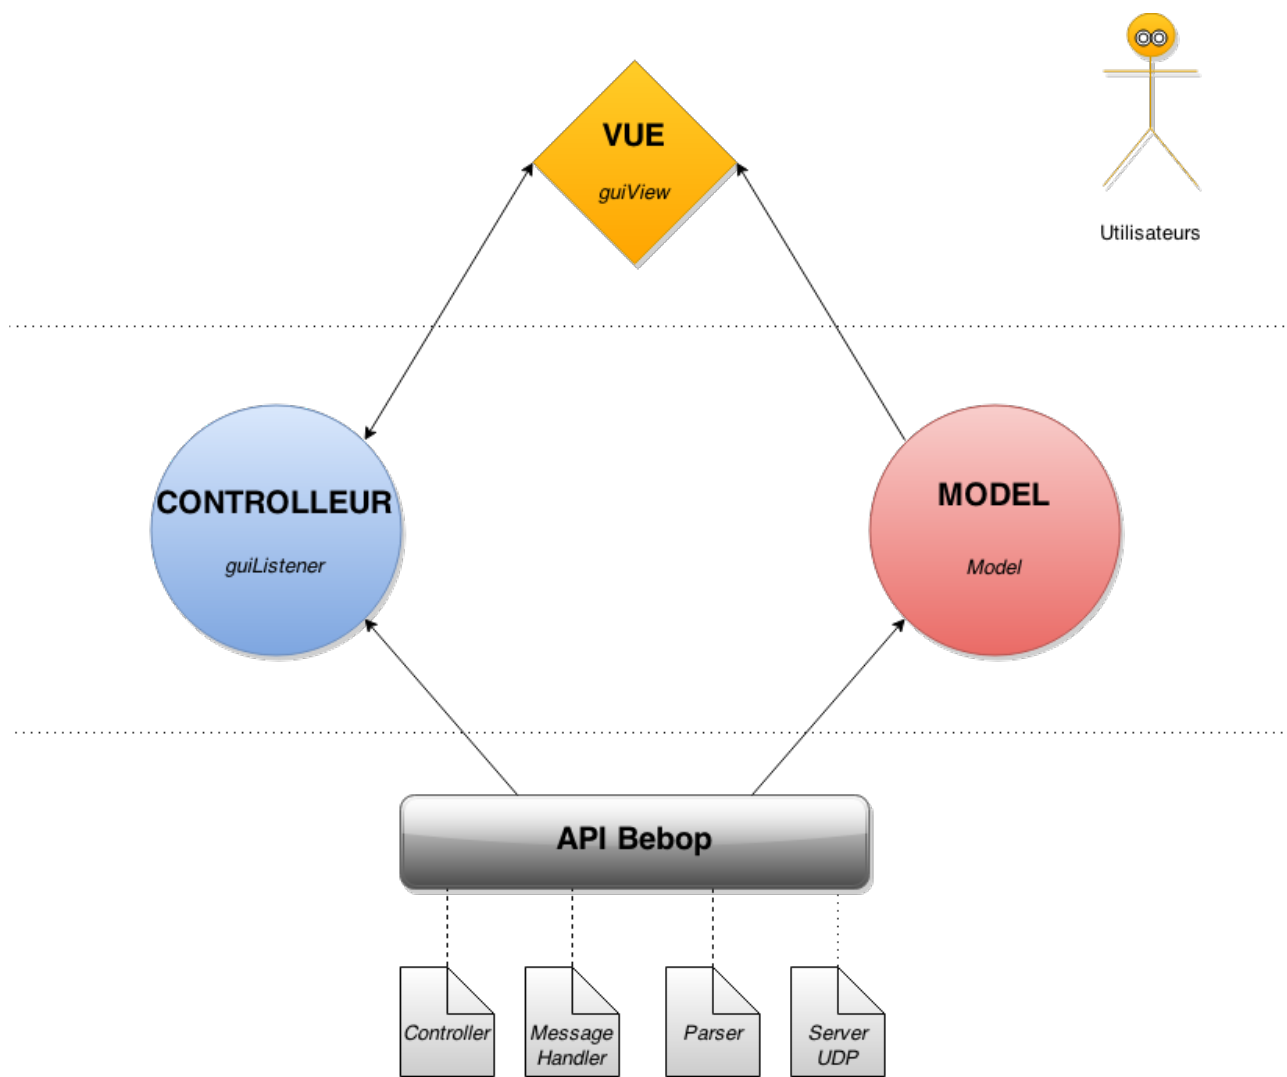 VUE
guiView
Utilisateurs
CONTROLLEUR
guiListener
MODEL
Model
API Bebop
Controller
Message
Handler
Parser
Server
UDP